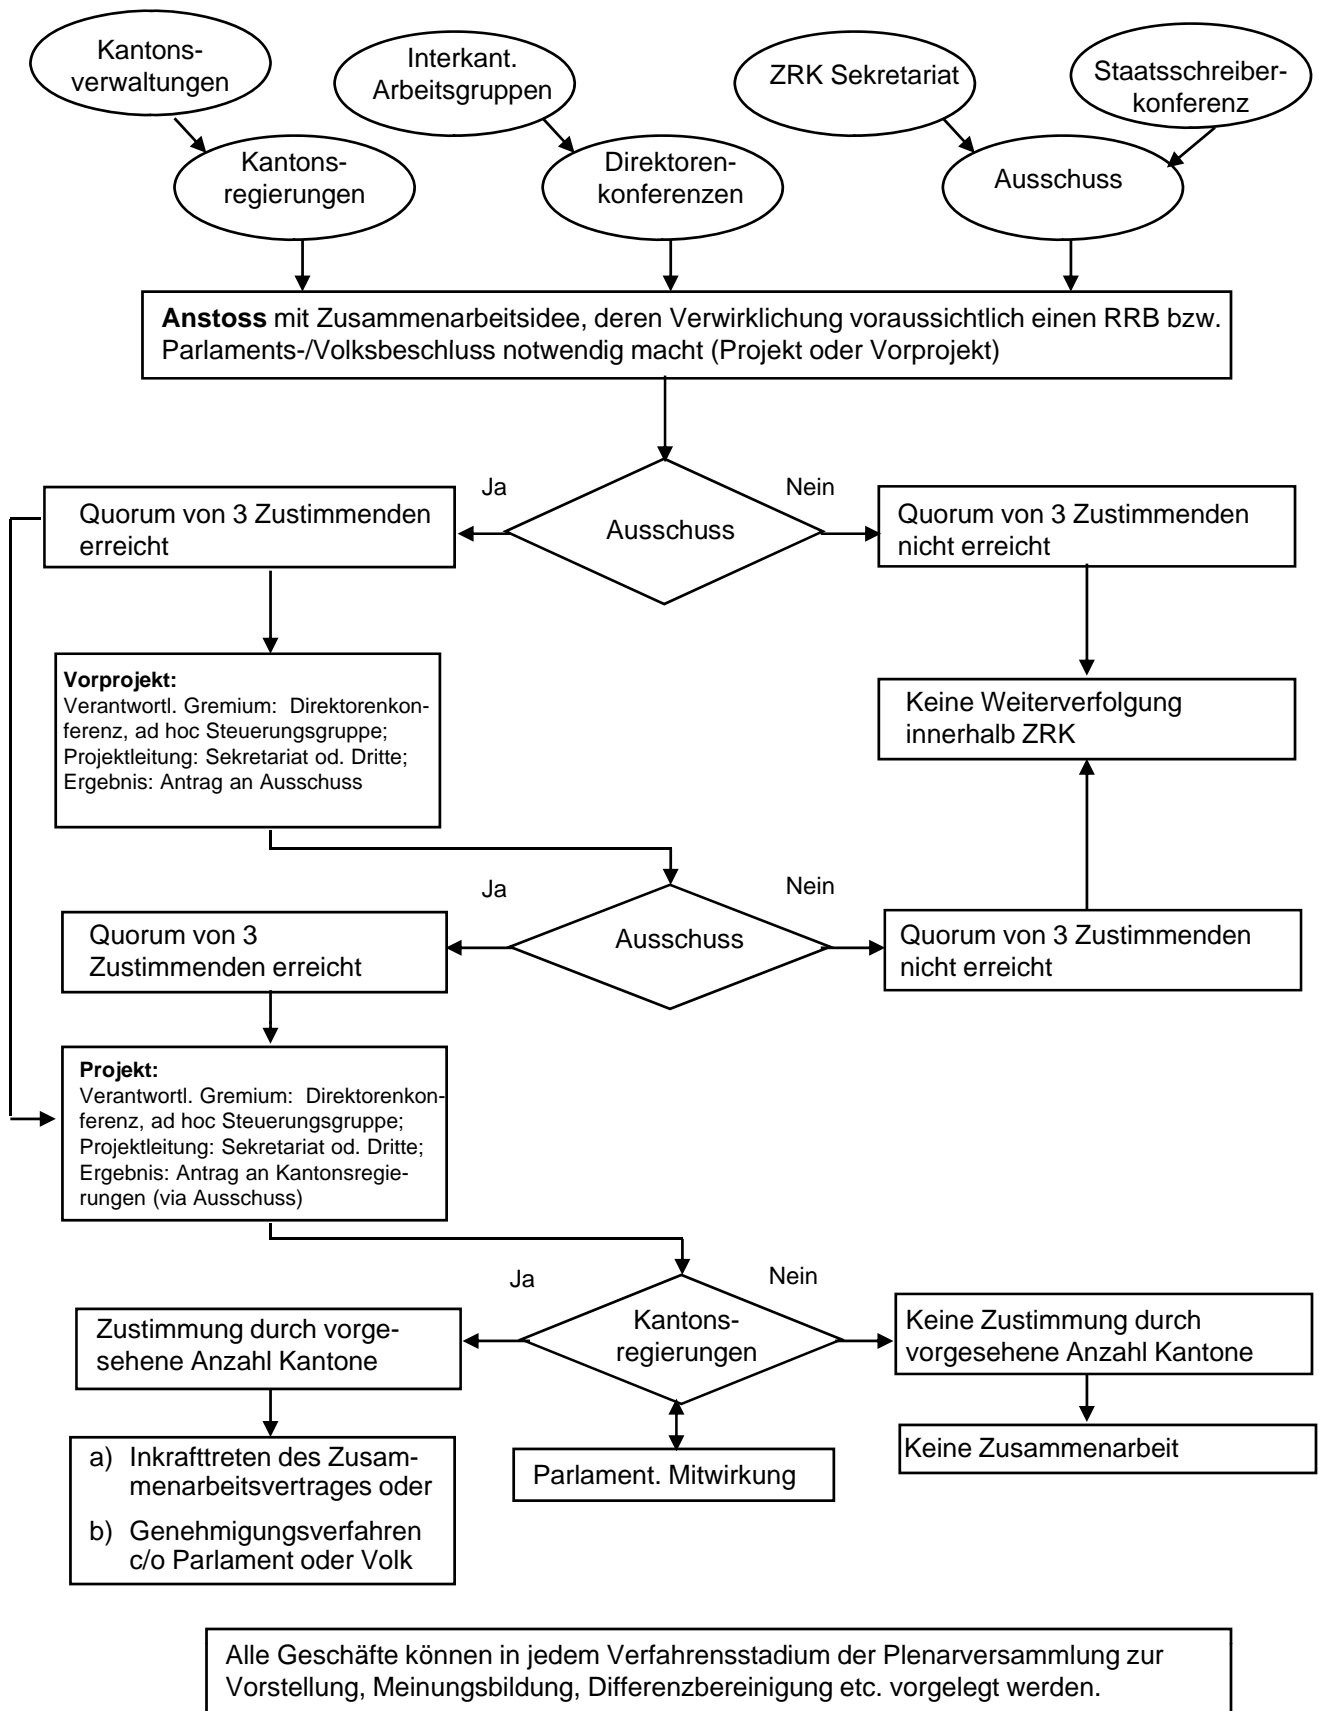 Kantons-
verwaltungen
Interkant.
Arbeitsgruppen
ZRK Sekretariat
Staatsschreiber-
konferenz
Kantons-
regierungen
Direktoren-
konferenzen
Ausschuss
Anstoss mit Zusammenarbeitsidee, deren Verwirklichung voraussichtlich einen RRB bzw.
Parlaments-/Volksbeschluss notwendig macht (Projekt oder Vorprojekt)
Ja
Nein
Quorum von 3 Zustimmenden
erreicht
Ausschuss
Quorum von 3 Zustimmenden
nicht erreicht
Vorprojekt:
Verantwortl. Gremium: Direktorenkon-
ferenz, ad hoc Steuerungsgruppe;
Projektleitung: Sekretariat od. Dritte;
Ergebnis: Antrag an Ausschuss
Keine Weiterverfolgung
innerhalb ZRK
Ja
Nein
Quorum von 3
Zustimmenden erreicht
Ausschuss
Quorum von 3 Zustimmenden
nicht erreicht
Projekt:
Verantwortl. Gremium: Direktorenkon-
ferenz, ad hoc Steuerungsgruppe;
Projektleitung: Sekretariat od. Dritte;
Ergebnis: Antrag an Kantonsregie-
rungen (via Ausschuss)
Ja
Nein
Zustimmung durch vorge-
sehene Anzahl Kantone
Kantons-
regierungen
Keine Zustimmung durch
vorgesehene Anzahl Kantone
a) Inkrafttreten des Zusam-
menarbeitsvertrages oder
b) Genehmigungsverfahren
c/o Parlament oder Volk
Parlament. Mitwirkung
Keine Zusammenarbeit
Alle Geschäfte können in jedem Verfahrensstadium der Plenarversammlung zur
Vorstellung, Meinungsbildung, Differenzbereinigung etc. vorgelegt werden.